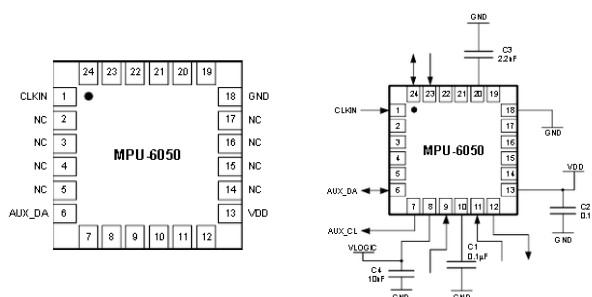 24 23 22 21 20 19
CLKIN 1 18 GND
NC 2 17 NC
NC 3 16 NC
MPU-6050
NC 4 15 NC
NC 5 14 NC
AUX_DA 6 13 VDD
7 8 9 10 11 12
GND
C3
2.2nF
24 23 22 21 20 19
CLKIN 1 18
GND
2 17
3 16
MPU-6050
4 15
5 14
VDD
AUX_DA 6 13
7 8 9 10 11 12
C2
0.1
AUX_CL
GND
VLOGIC
C1
0.1µF
C4
10nF
GND
GND